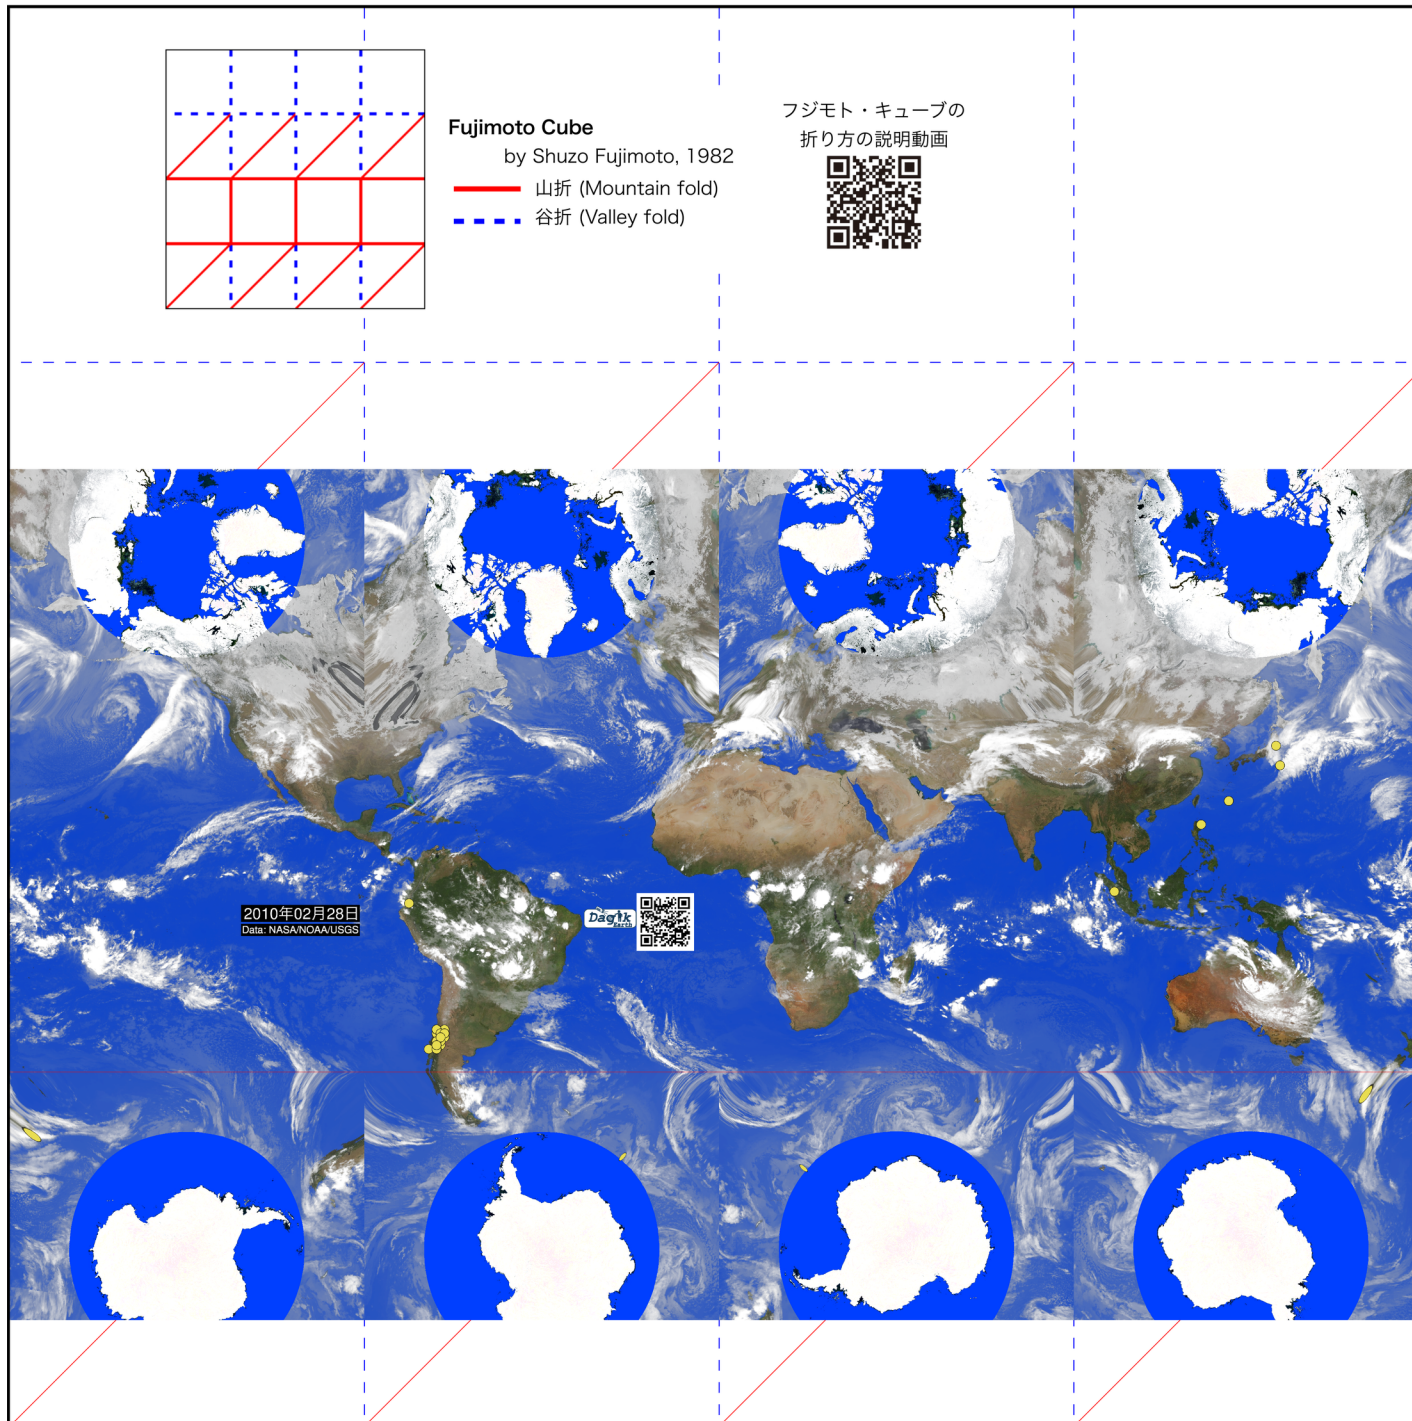 Fujimoto Cube
by Shuzo Fujimoto, 1982
山折 (Mountain fold)
谷折 (Valley fold)
フジモト・キューブの
折り方の説明動画
2010年02月28日
Data: NASA/NOAA/USGS
Dagik
Earth